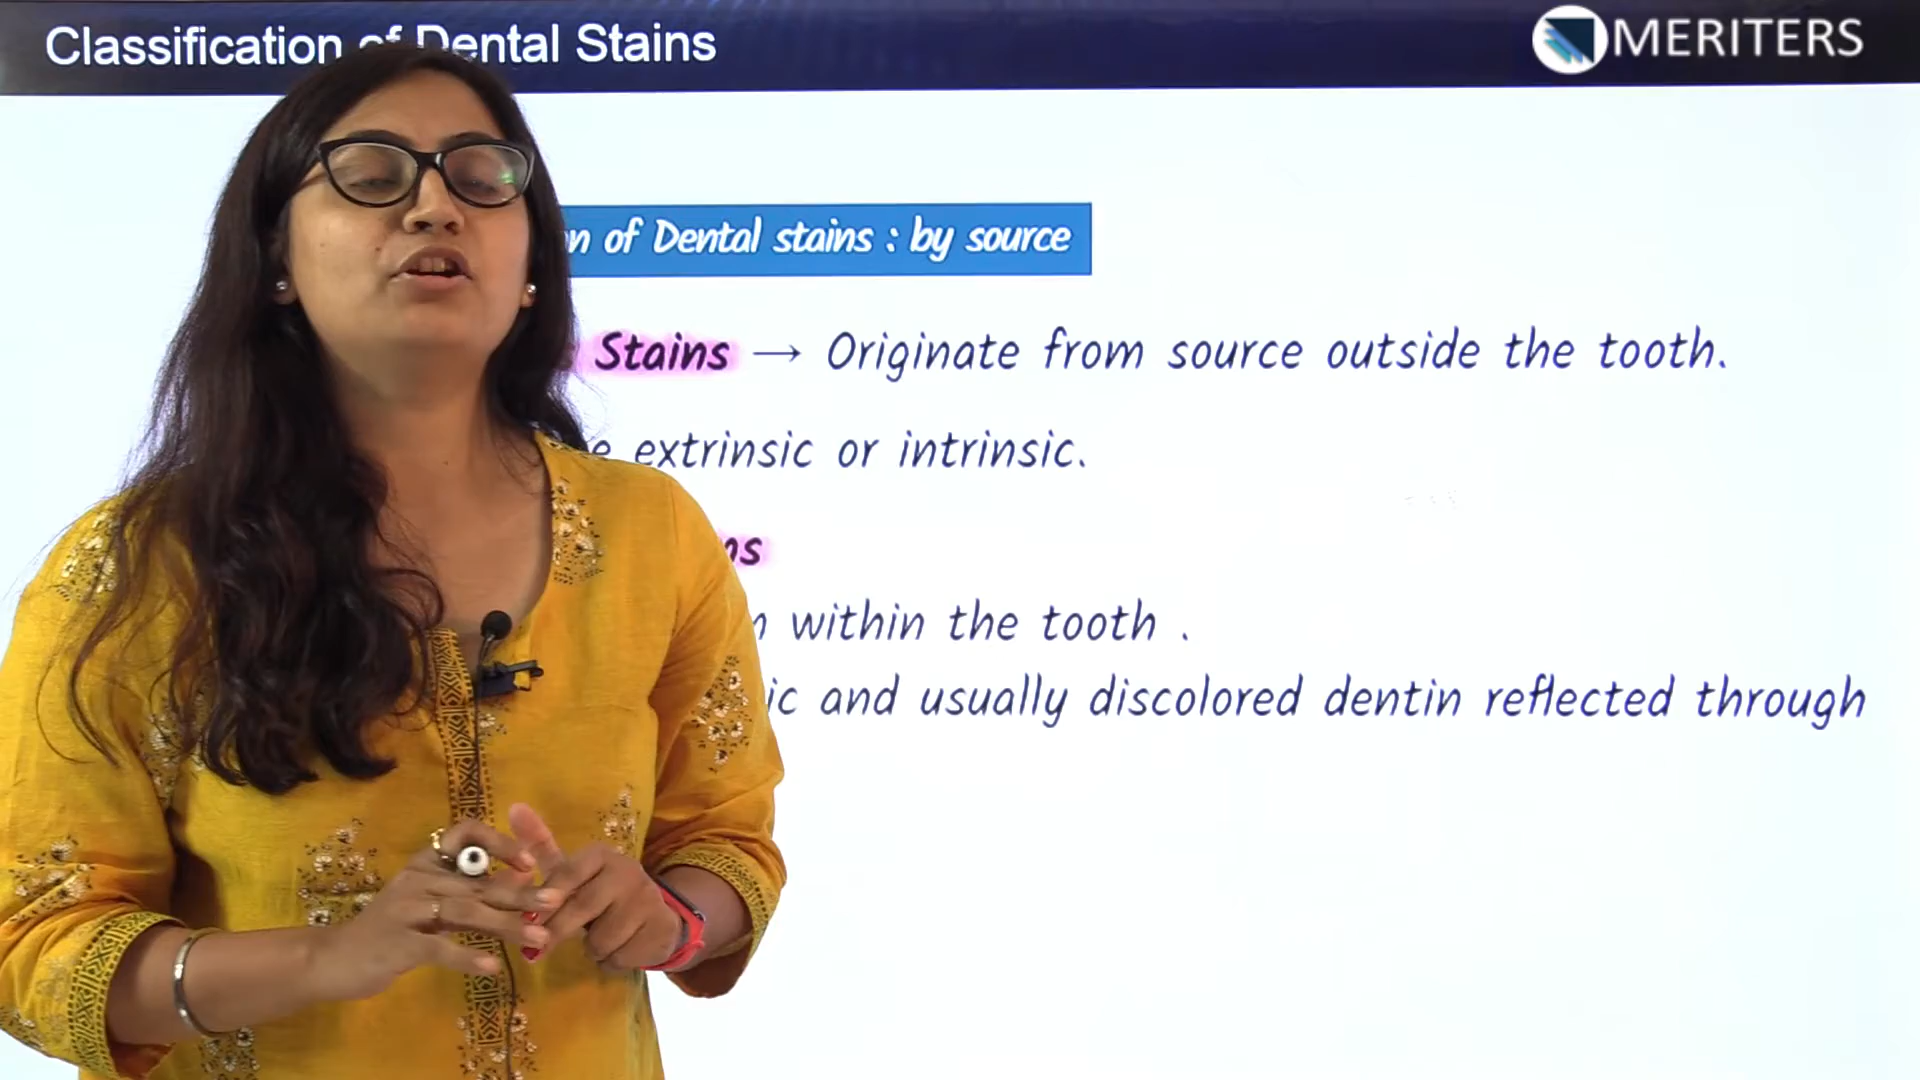 Classification of Dental Stains
MERITERS
of Dental stains : by source
Stains → Originate from source outside the tooth.
extrinsic or intrinsic.
within the tooth .
and usually discolored dentin reflected through